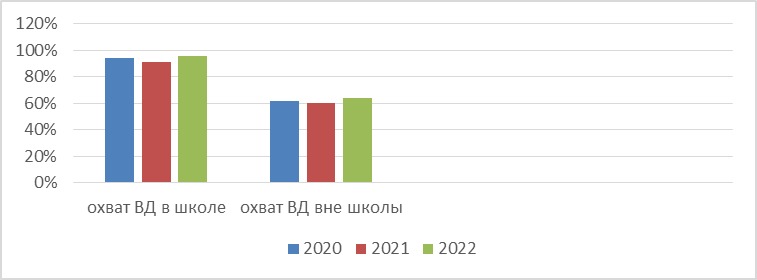 120%
100%
80%
60%
40%
20%
0%
охват ВД в школе
охват ВД вне школы
2020 2021 2022